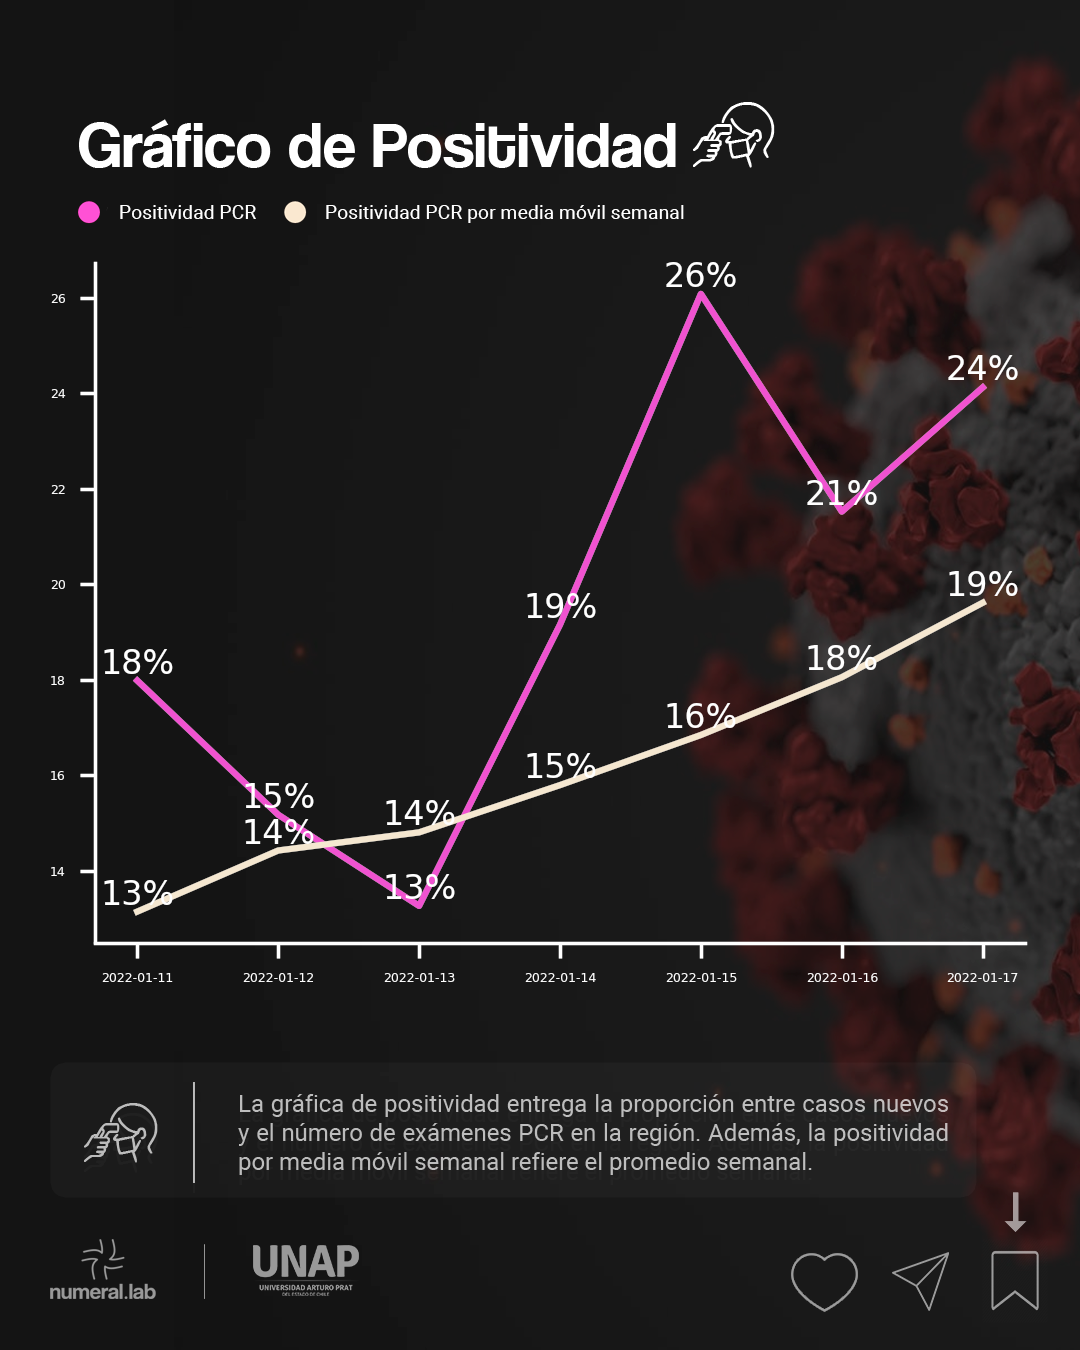 Gráfico de Positividad
Positividad PCR
Positividad PCR por media móvil semanal
26
24
22
20
18
16
14
26%
24%
21%
19%
19%
18%
18%
16%
15%
15%
14%
14%
13%
13%
2022-01-11
2022-01-12
2022-01-13
2022-01-14
2022-01-15
2022-01-16
2022-01-17
La gráfica de positividad entrega la proporción entre casos nuevos
y el número de exámenes PCR en la región. Además, la positividad
por media móvil semanal refiere el promedio semanal.
numeral.lab
UNAP
UNIVERSIDAD ARTURO PRAT
DEL ESTADO DE CHILE